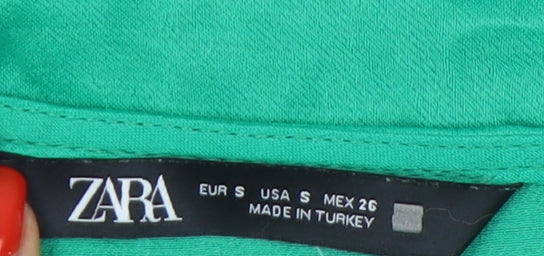 ZARA
EUR S USA S MEX 26
MADE IN TURKEY